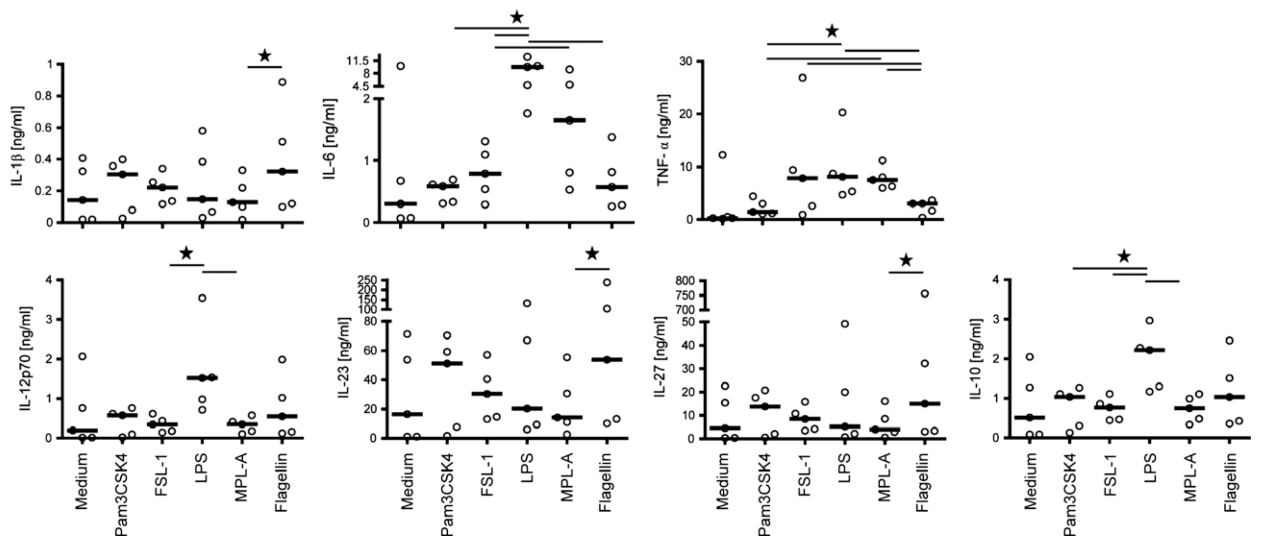 IL-1β [ng/ml]
1
0.8
0.6
0.4
0.2
0
IL-6 [ng/ml]
11.5
8
4.5
2
1
0
TNF- α [ng/ml]
30
20
10
0
IL-12p70 [ng/ml]
4
3
2
1
0
Medium
Pam3CSK4
FSL-1
LPS
MPL-A
Flagellin
IL-23 [ng/ml]
250
200
150
100
80
60
40
20
0
Medium
Pam3CSK4
FSL-1
LPS
MPL-A
Flagellin
IL-27 [ng/ml]
800
750
700
50
40
30
20
10
0
Medium
Pam3CSK4
FSL-1
LPS
MPL-A
Flagellin
IL-10 [ng/ml]
4
3
2
1
0
Medium
Pam3CSK4
FSL-1
LPS
MPL-A
Flagellin